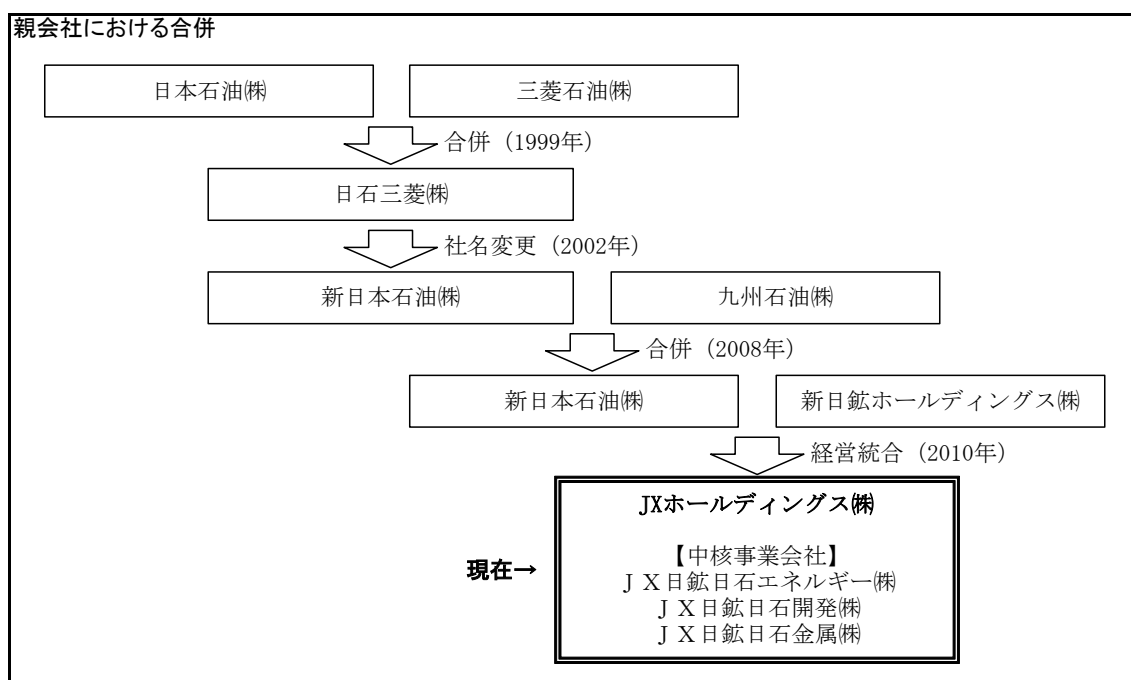 親会社における合併
日本石油㈱ 三菱石油㈱
合併（1999年）
日石三菱㈱
社名変更（2002年）
新日本石油㈱ 九州石油㈱
合併（2008年）
新日本石油㈱ 新日鉱ホールディングス㈱
経営統合（2010年）
JXホールディングス㈱
【中核事業会社】
現在→
ＪＸ日鉱日石エネルギー㈱
ＪＸ日鉱日石開発㈱
ＪＸ日鉱日石金属㈱